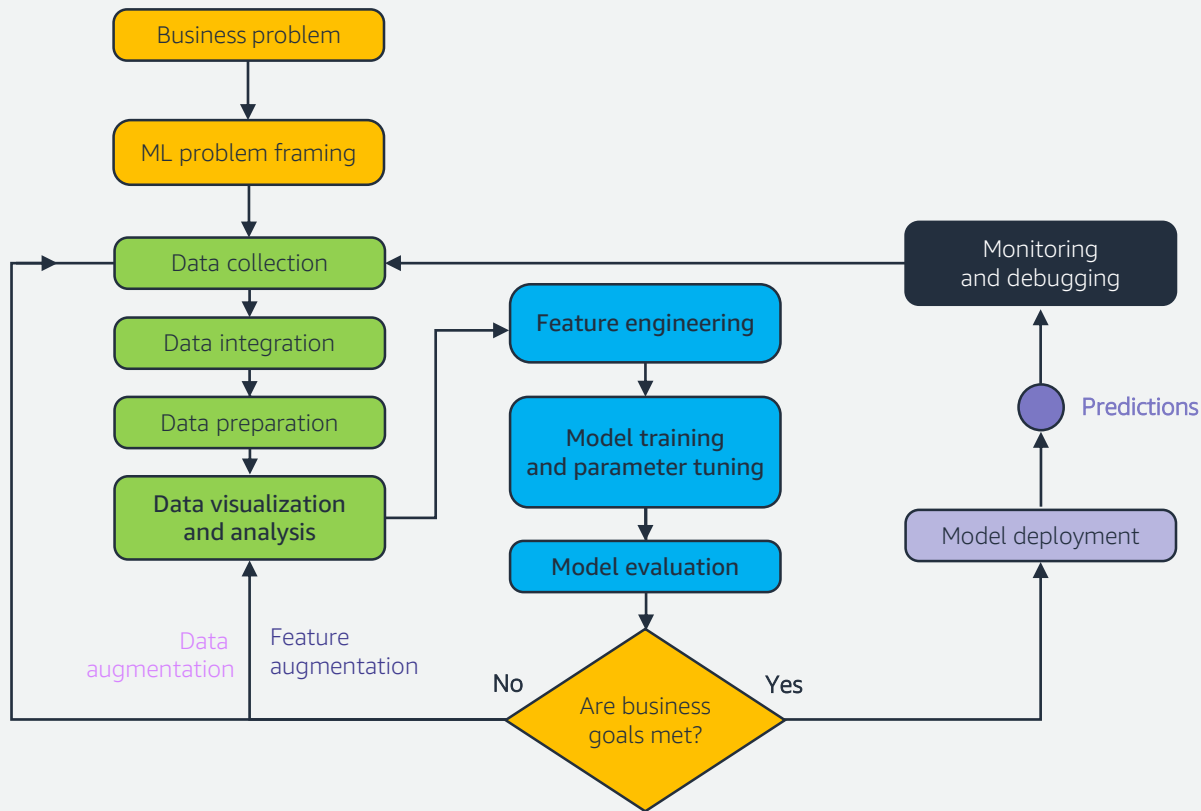 Business problem
ML problem framing
Data collection
Data integration
Data preparation
Data visualization
and analysis
Data
augmentation
Feature
augmentation
Feature engineering
Model training
and parameter tuning
Model evaluation
No
Are business
goals met?
Yes
Model deployment
Predictions
Monitoring
and debugging